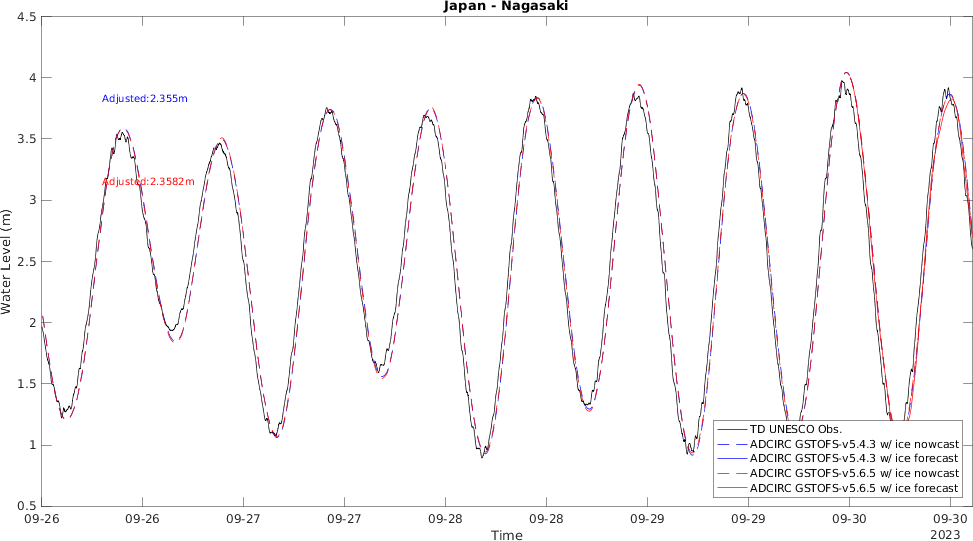 Japan - Nagasaki
4.5
4
3.5
3
2.5
2
1.5
1
0.5
Water Level (m)
Adjusted:2.355m
Adjusted:2.3582m
TD UNESCO Obs.
ADCIRC GSTOFS-v5.4.3 w/ ice nowcast
ADCIRC GSTOFS-v5.4.3 w/ ice forecast
ADCIRC GSTOFS-v5.6.5 w/ ice nowcast
ADCIRC GSTOFS-v5.6.5 w/ ice forecast
09-26 09-26 09-27 09-27 09-28 09-28 09-29 09-29 09-30 09-30
2023
Time